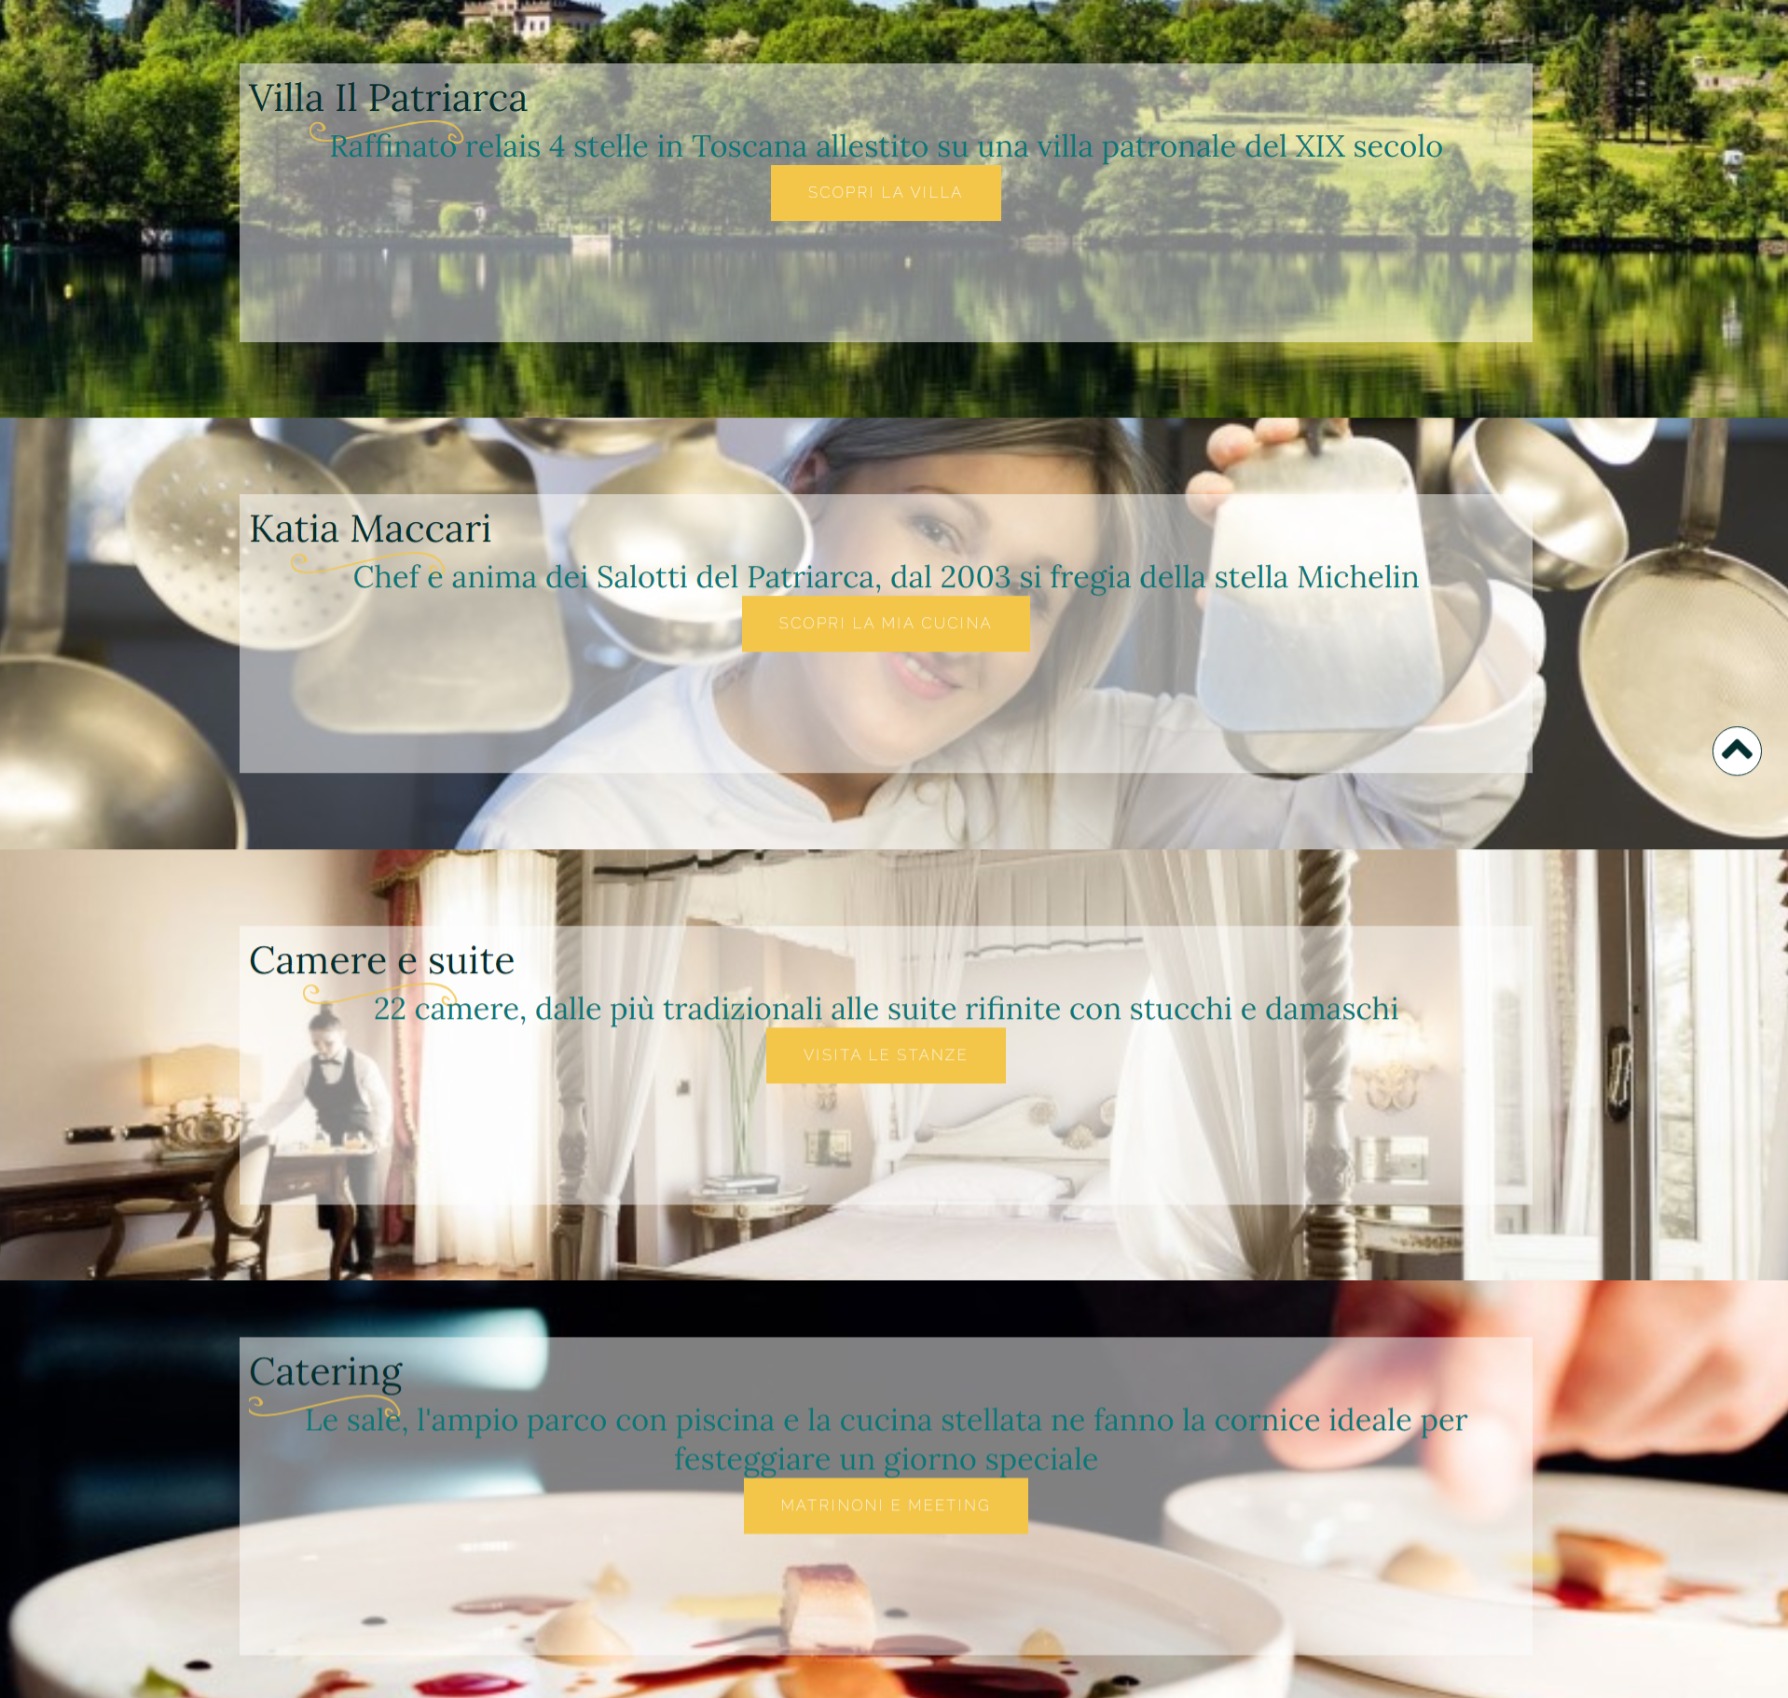 Villa Il Patriarca
Raffinato relais 4 stelle in Toscana allestito su una villa patronale del XIX secolo
SCOPRI LA VILLA
Katia Maccari
Chef e anima dei Salotti del Patriarca, dal 2003 si fregia della stella Michelin
SCOPRI LA MIA CUCINA
Camere e suite
22 camere, dalle più tradizionali alle suite rifinite con stucchi e damaschi
VISITA LE STANZE
Catering
Le sale, l'ampio parco con piscina e la cucina stellata ne fanno la cornice ideale per
festeggiare un giorno speciale
MATRINONI E MEETING